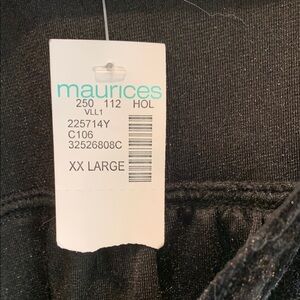 maurices
250 112 HOL
VLL1
225714Y
C106
32526808C
XX LARGE